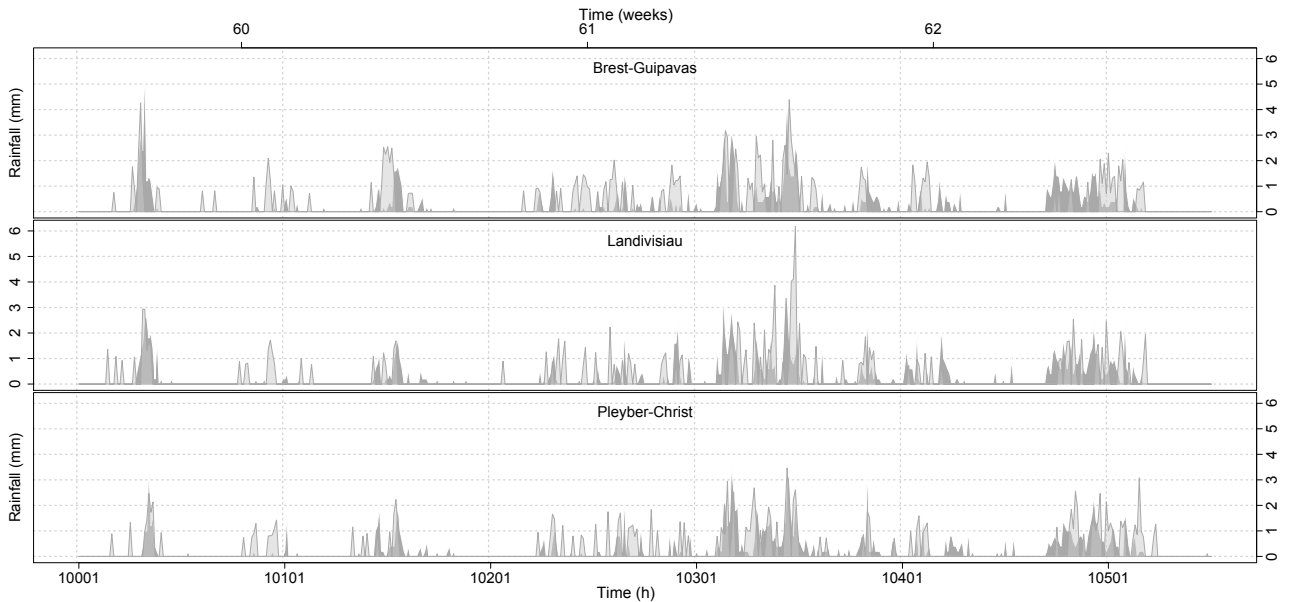 Time (weeks)
60 61 62
Brest-Guipavas
Rainfall (mm)
0 1 2 3 4 5 6
Landivisiau
0 1 2 3 4 5 6
Pleyber-Christ
Rainfall (mm)
0 1 2 3 4 5 6
10001 10101 10201 10301 10401 10501
Time (h)